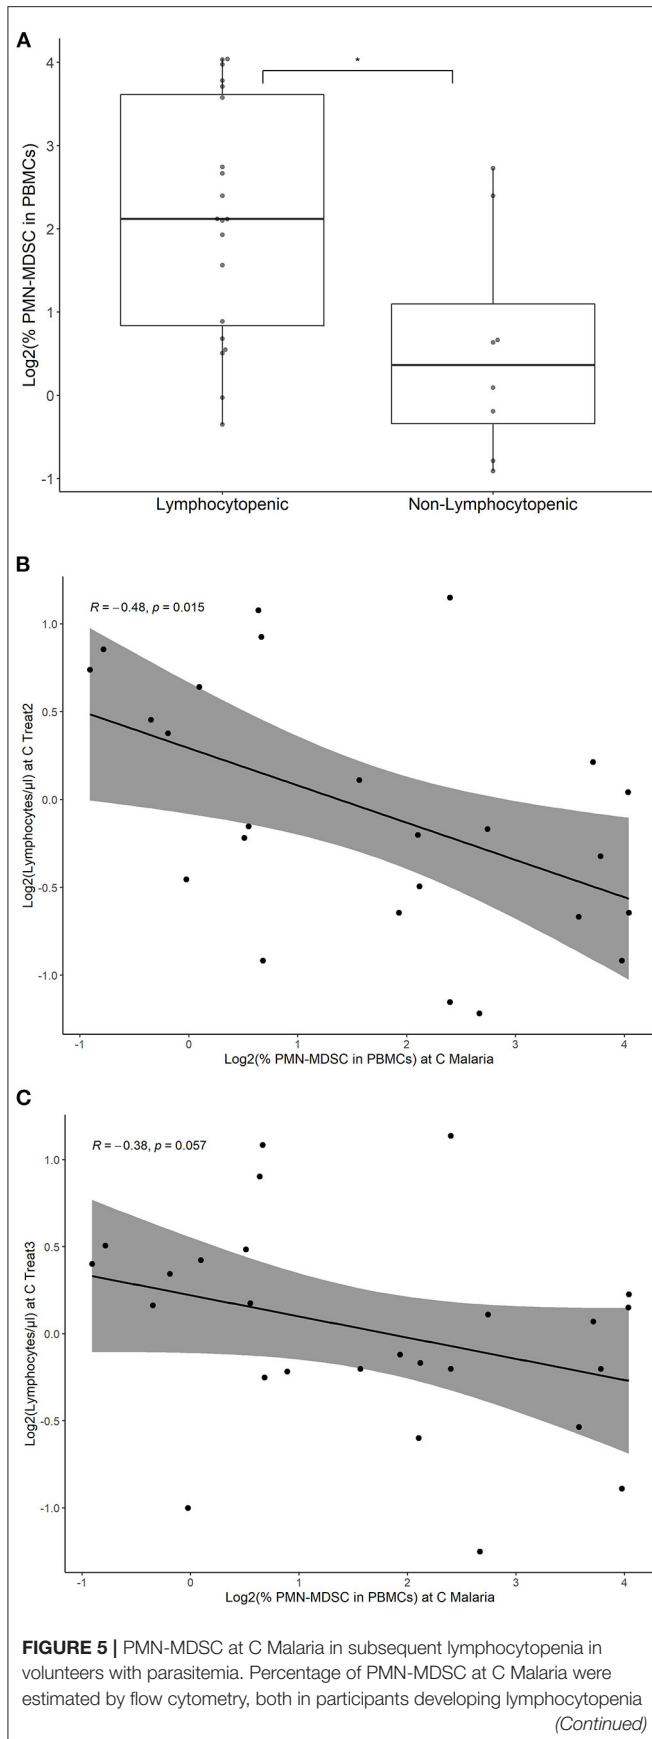 A
*
Log2(% PMN-MDSC in PBMCs)
4
3
2
1
0
-1
Lymphocytopenic
Non-Lymphocytopenic
B
R = −0.48, p = 0.015
Log2(Lymphocytes/µl) at C Treat2
1.0
0.5
0.0
-0.5
-1.0
-1
0
1
2
3
4
Log2(% PMN-MDSC in PBMCs) at C Malaria
C
R = −0.38, p = 0.057
Log2(Lymphocytes/µl) at C Treat3
1.0
0.5
0.0
-0.5
-1.0
-1
0
1
2
3
4
Log2(% PMN-MDSC in PBMCs) at C Malaria
FIGURE 5 | PMN-MDSC at C Malaria in subsequent lymphocytopenia in
volunteers with parasitemia. Percentage of PMN-MDSC at C Malaria were
estimated by flow cytometry, both in participants developing lymphocytopenia
(Continued)